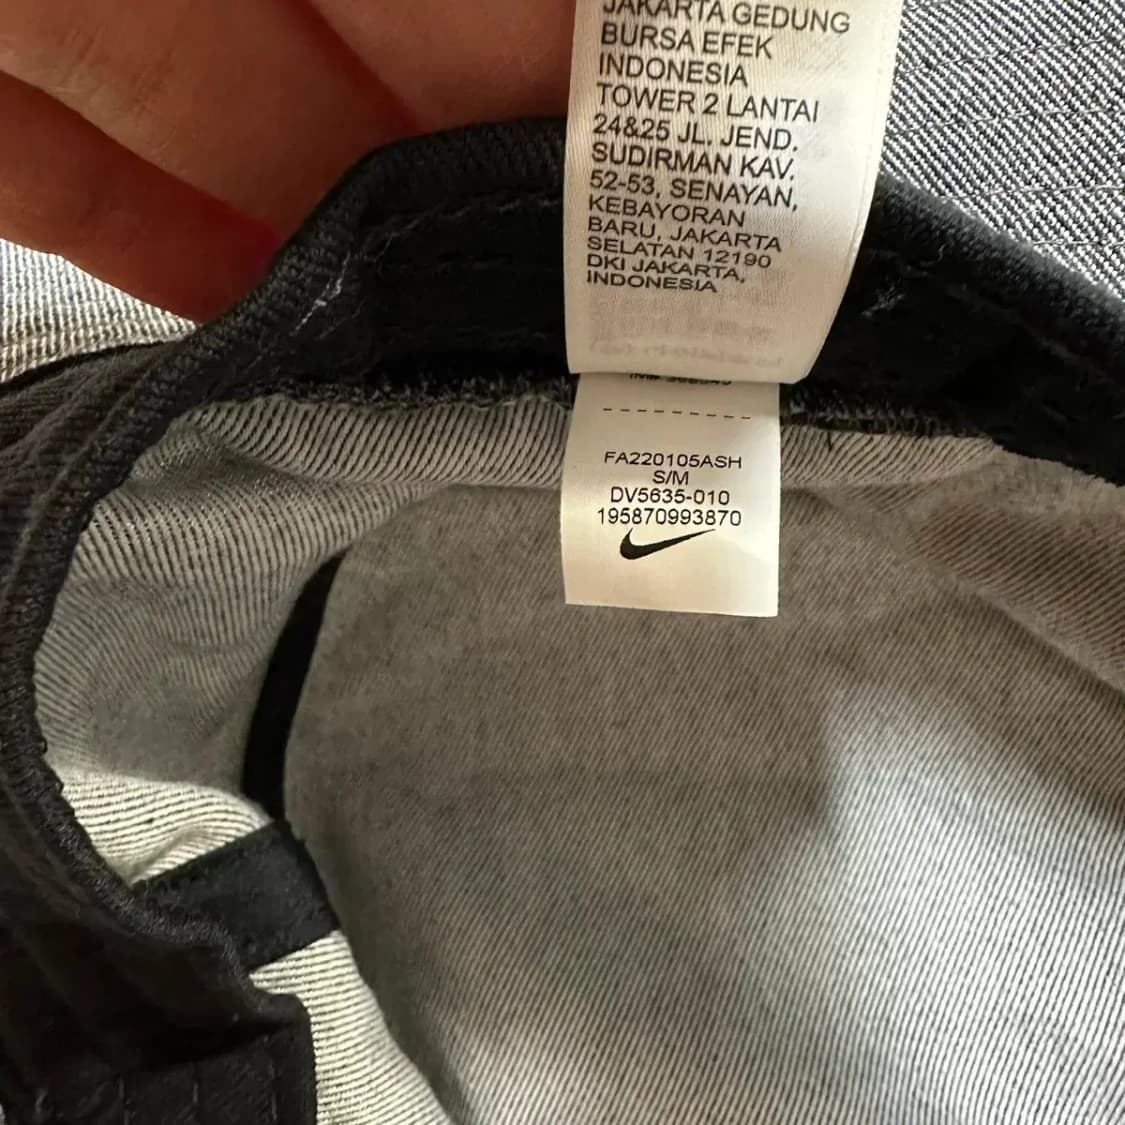 JAKARTA GEDUNG
BURSA EFEK
INDONESIA
TOWER 2 LANTAI
24&25 JL. JEND.
SUDIRMAN KAV.
52-53, SENAYAN,
KEBAYORAN
BARU, JAKARTA
SELATAN 12190
DKI JAKARTA,
INDONESIA
FA220105ASH
S/M
DV5635-010
195870993870